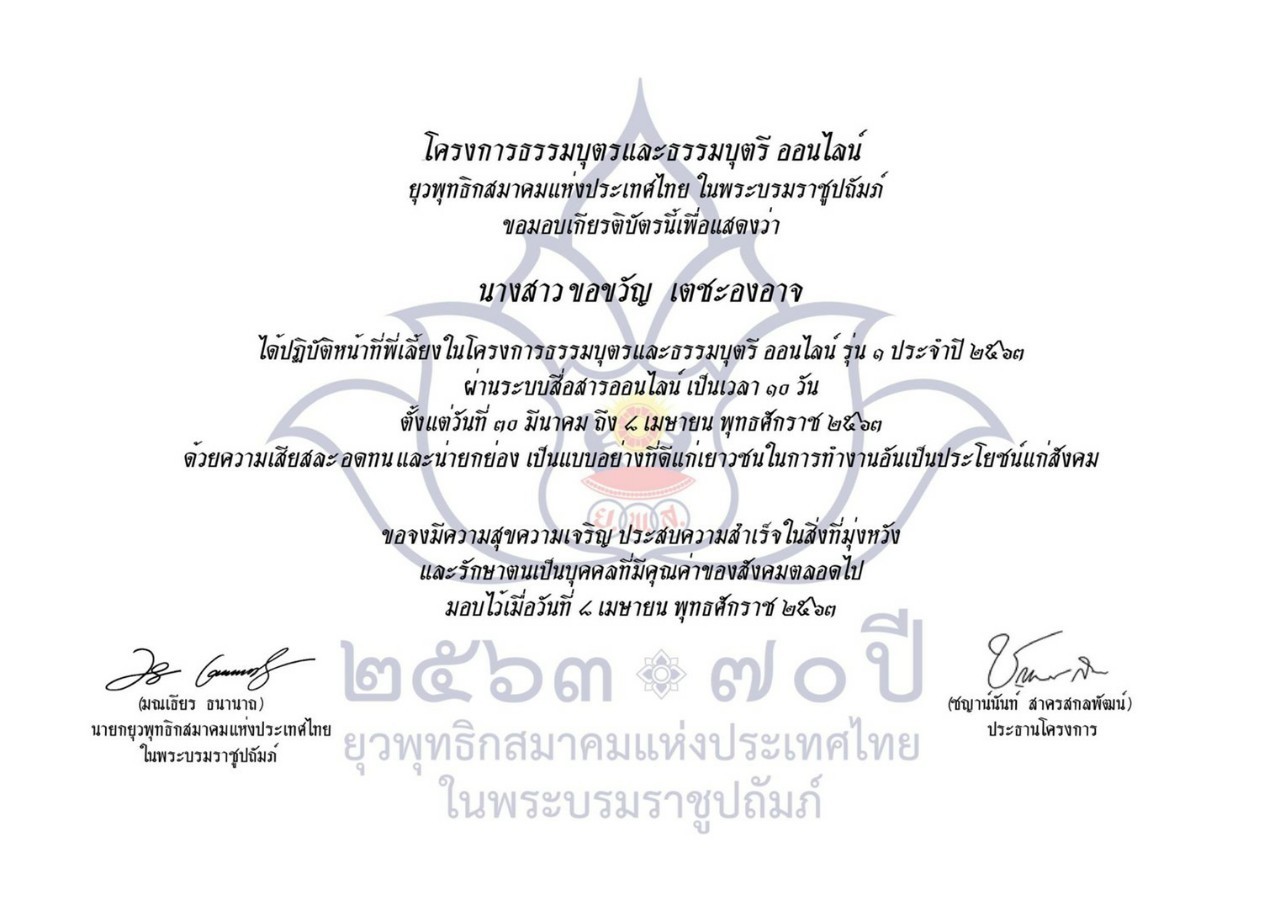 โครงการธรรมบุตรและธรรมบุตรี ออนไลน์
ยุวพุทธิกสมาคมแห่งประเทศไทย ในพระบรมราชูปถัมภ์
ขอมอบเกียรติบัตรนี้เพื่อแสดงว่า
นางสาว ขอขวัญ เตชะองอาจ
ได้ปฏิบัติหน้าที่พี่เลี้ยงในโครงการธรรมบุตรและธรรมบุตรี ออนไลน์ รุ่น ๑ ประจำปี ๒๕๖๓
ผ่านระบบสื่อสารออนไลน์ เป็นเวลา ๑๐ วัน
ตั้งแต่วันที่ ๓๐ มีนาคม ถึง ๘ เมษายน พุทธศักราช ๒๕๖๓
ด้วยความเสียสละ อดทน และน่ายกย่อง เป็นแบบอย่างที่ดีแก่เยาวชนในการทำงานอันเป็นประโยชน์แก่สังคม
ย.พ.ส.
ขอจงมีความสุขความเจริญ ประสบความสำเร็จในสิ่งที่มุ่งหวัง
และรักษาตนเป็นบุคคลที่มีคุณค่าของสังคมตลอดไป
มอบไว้เมื่อวันที่ ๘ เมษายน พุทธศักราช ๒๕๖๓
๒๕๖๓ ๗๐ ปี
ยุวพุทธิกสมาคมแห่งประเทศไทย
ในพระบรมราชูปถัมภ์
(มณเธียร ธนานาถ)
นายกยุวพุทธิกสมาคมแห่งประเทศไทย
ในพระบรมราชูปถัมภ์
(ชญาน์นันท์ สาครสกลพัฒน์)
ประธานโครงการ